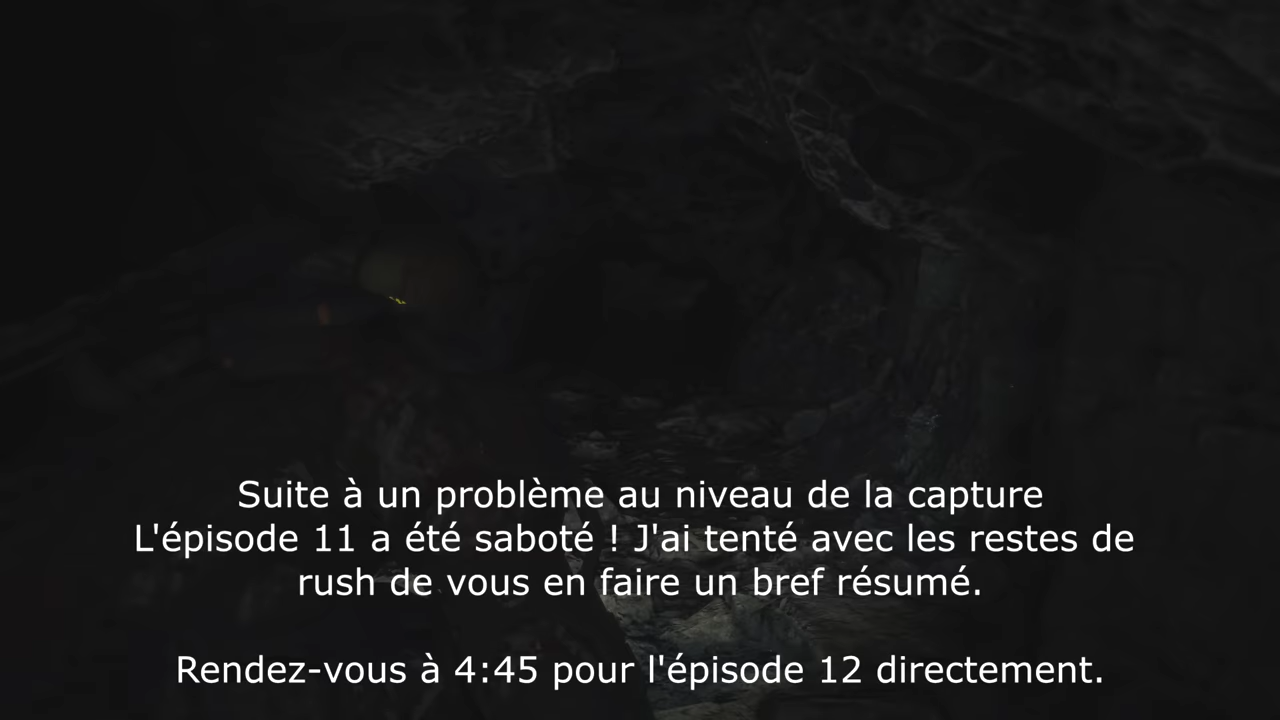 Suite à un problème au niveau de la capture
L'épisode 11 a été saboté ! J'ai tenté avec les restes de
rush de vous en faire un bref résumé.
Rendez-vous à 4:45 pour l'épisode 12 directement.